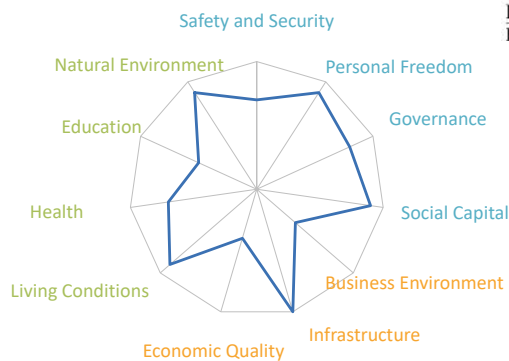 Safety and Security
Natural Environment
Personal Freedom
Education
Governance
Health
Social Capital
Living Conditions
Business Environment
Economic Quality
Infrastructure